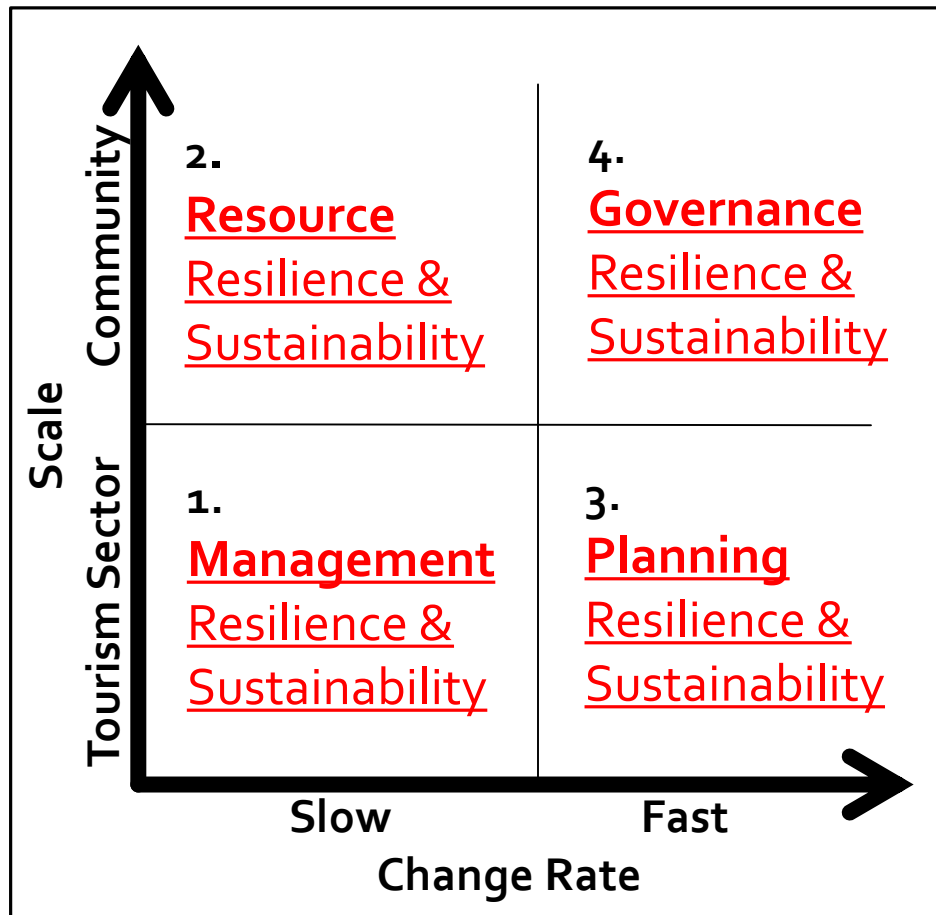 2.
Resource
Resilience &
Sustainability
4.
Governance
Resilience &
Sustainability
1.
Management
Resilience &
Sustainability
3.
Planning
Resilience &
Sustainability
Scale
Community
Tourism Sector
Slow
Fast
Change Rate